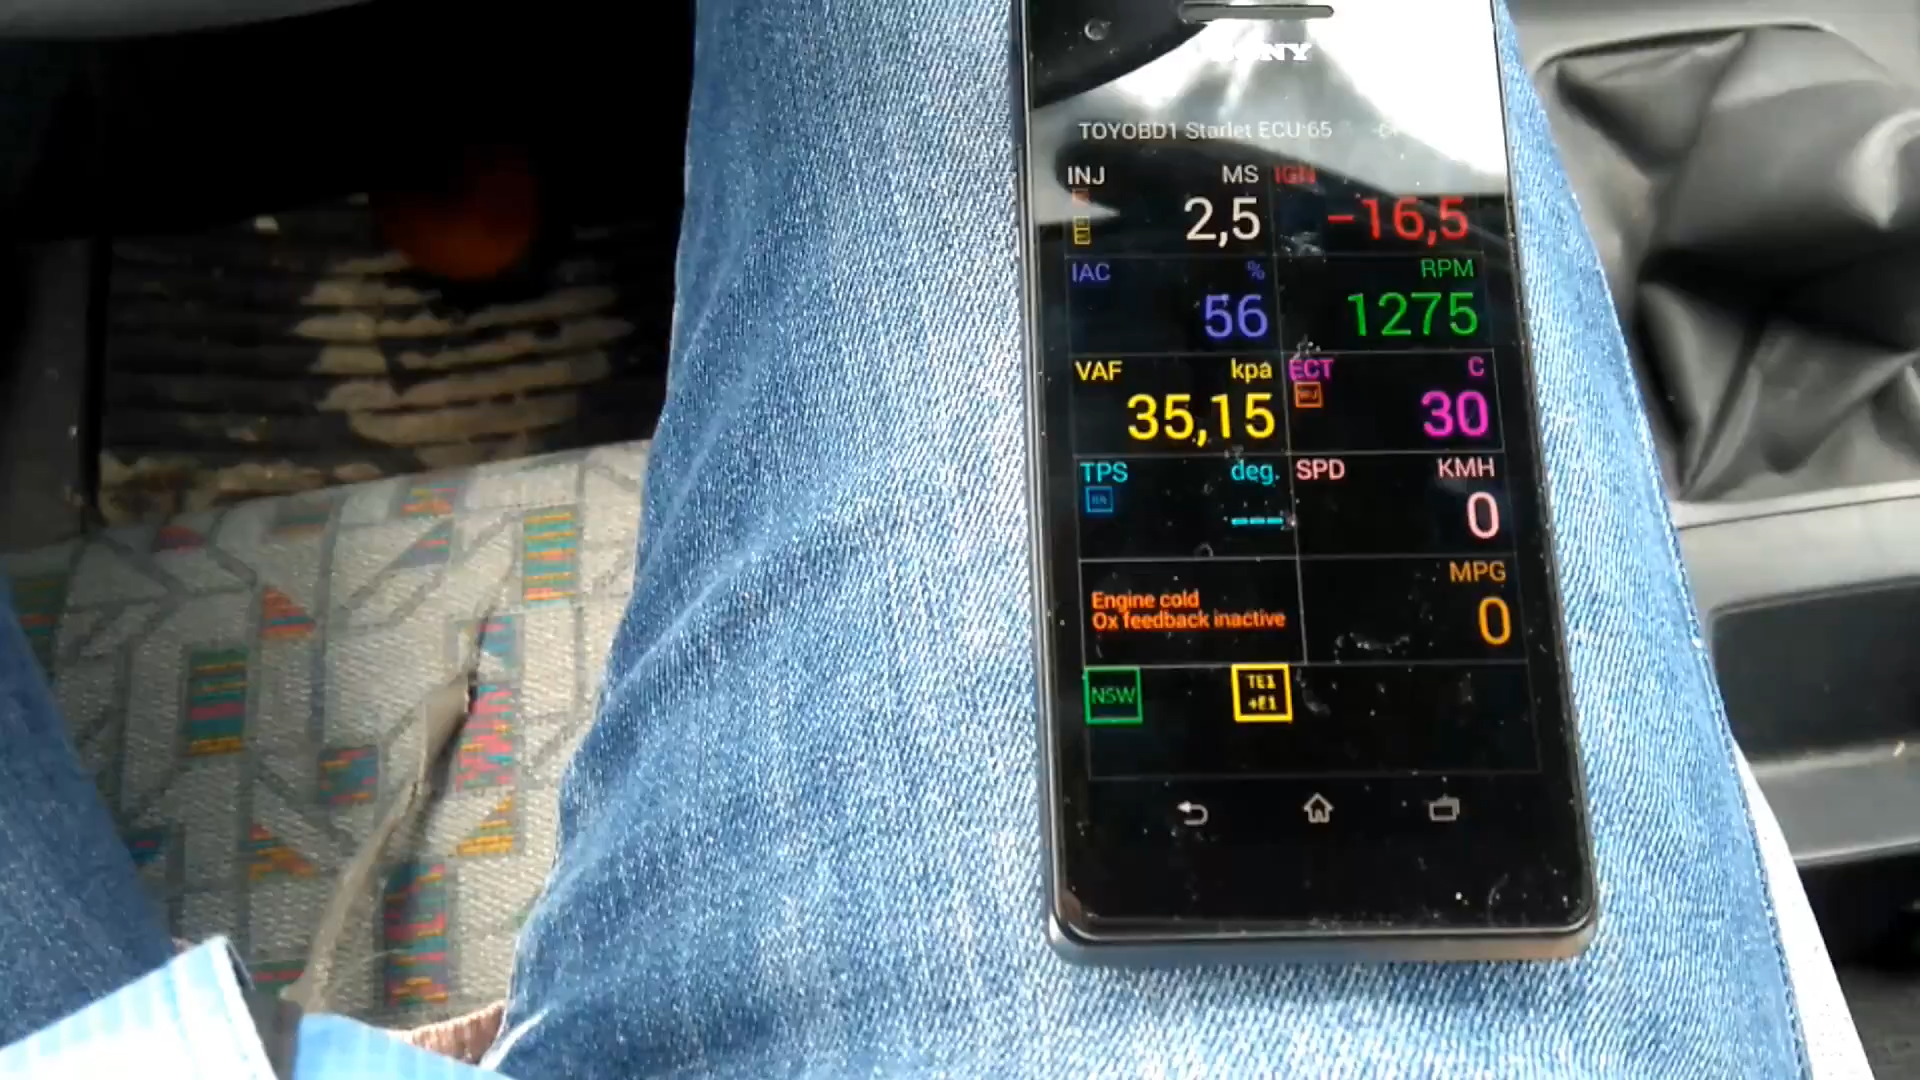 SONY
TOYOBD1 Starlet ECU:65
INJ MS IGN
2,5 -16,5
IAC % RPM
56 1275
VAF kpa ECT C
35,15 30
TPS deg. SPD KMH
--- 0
MPG
Engine cold
Ox feedback inactive
0
NSW
TE1
+E1